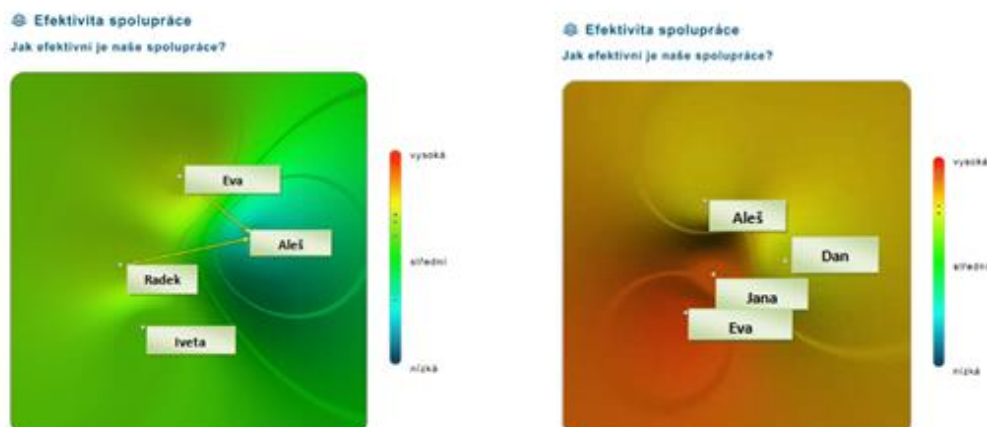 Efektivita spolupráce
Jak efektivní je naše spolupráce?
Eva
Aleš
Radek
Iveta
vysoká
střední
nízká
Efektivita spolupráce
Jak efektivní je naše spolupráce?
Aleš
Dan
Jana
Eva
vysoká
střední
nízká